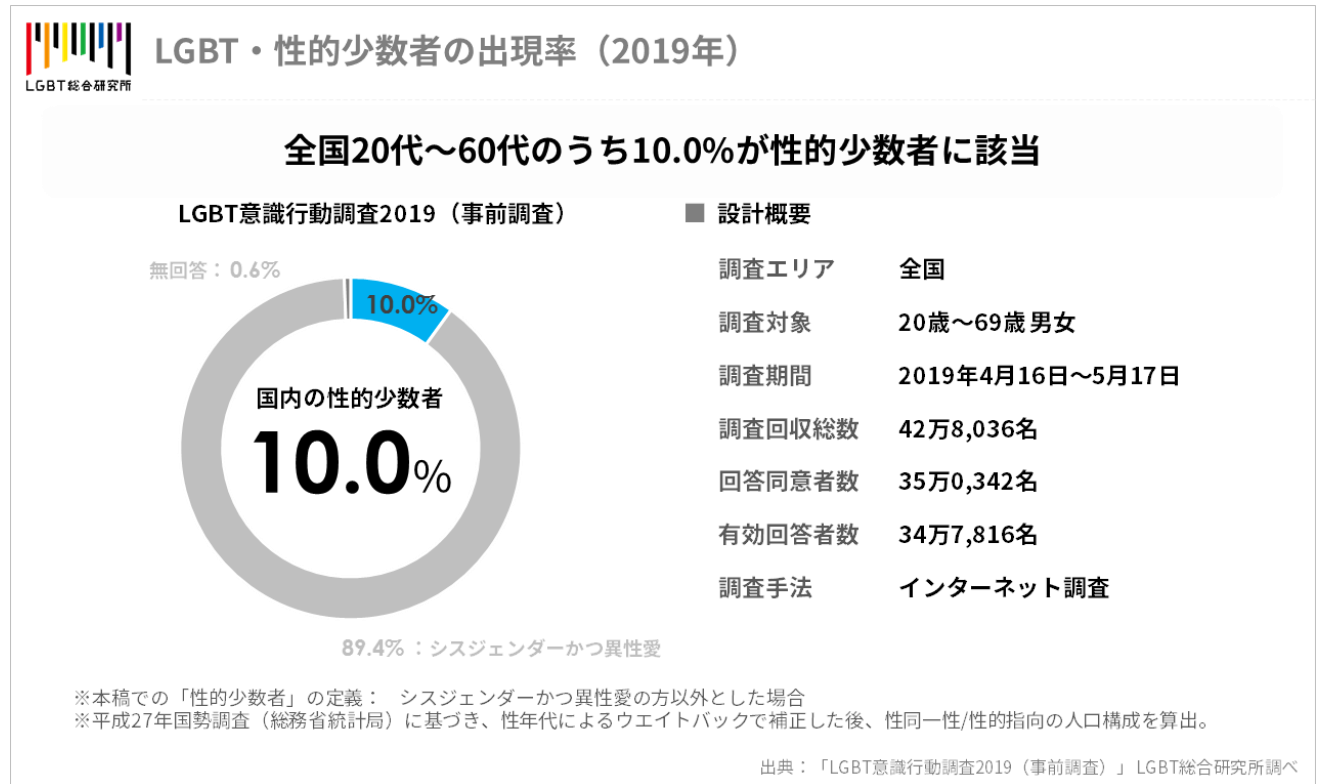 LGBT総合研究所
LGBT・性的少数者の出現率（2019年）
全国20代～60代のうち10.0%が性的少数者に該当
LGBT意識行動調査2019（事前調査）
無回答：0.6%
10.0%
国内の性的少数者
10.0%
89.4%：シスジェンダーかつ異性愛
■ 設計概要
調査エリア 全国
調査対象 20歳～69歳 男女
調査期間 2019年4月16日～5月17日
調査回収総数 42万8,036名
回答同意者数 35万0,342名
有効回答者数 34万7,816名
調査手法 インターネット調査
※本稿での「性的少数者」の定義： シスジェンダーかつ異性愛の方以外とした場合
※平成27年国勢調査（総務省統計局）に基づき、性年代によるウエイトバックで補正した後、性同一性/性的指向の人口構成を算出。
出典：「LGBT意識行動調査2019（事前調査）」LGBT総合研究所調べ